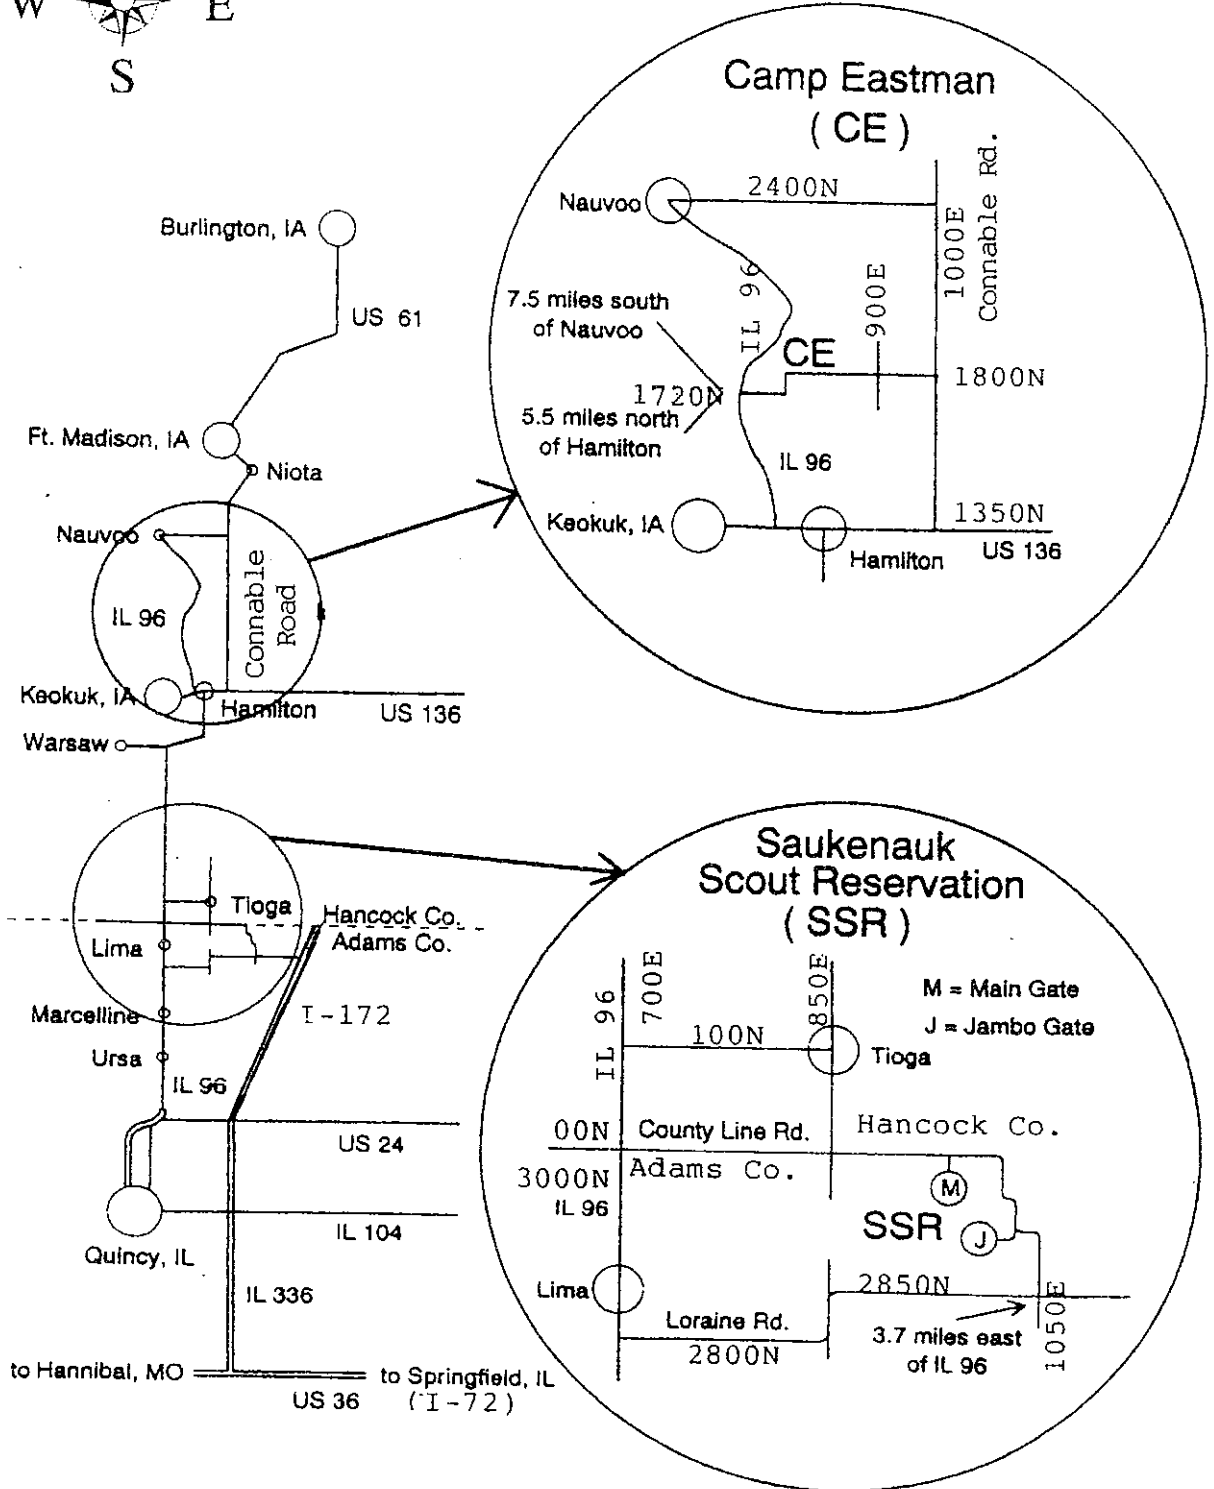 W E
S
Burlington, IA
US 61
Ft. Madison, IA
Niota
Nauvoo
IL 96
Connable
Road
Keokuk, IA
Hamilton
US 136
Warsaw
Tioga
Hancock Co.
Adams Co.
Lima
Marcelline
I-172
Ursa
IL 96
US 24
IL 104
Quincy, IL
IL 336
to Hannibal, MO
to Springfield, IL
US 36
(I-72)
Camp Eastman
( CE )
Nauvoo
2400N
1000E
Connable Rd.
IL 96
900E
7.5 miles south
of Nauvoo
CE
1720N
1800N
5.5 miles north
of Hamilton
IL 96
Keokuk, IA
1350N
Hamilton
US 136
Saukenauk
Scout Reservation
( SSR )
IL 96
700E
850E
M = Main Gate
J = Jambo Gate
100N
Tioga
00N
County Line Rd.
Hancock Co.
3000N
Adams Co.
IL 96
M
SSR
J
Lima
2850N
Loraine Rd.
2800N
3.7 miles east
of IL 96
1050E